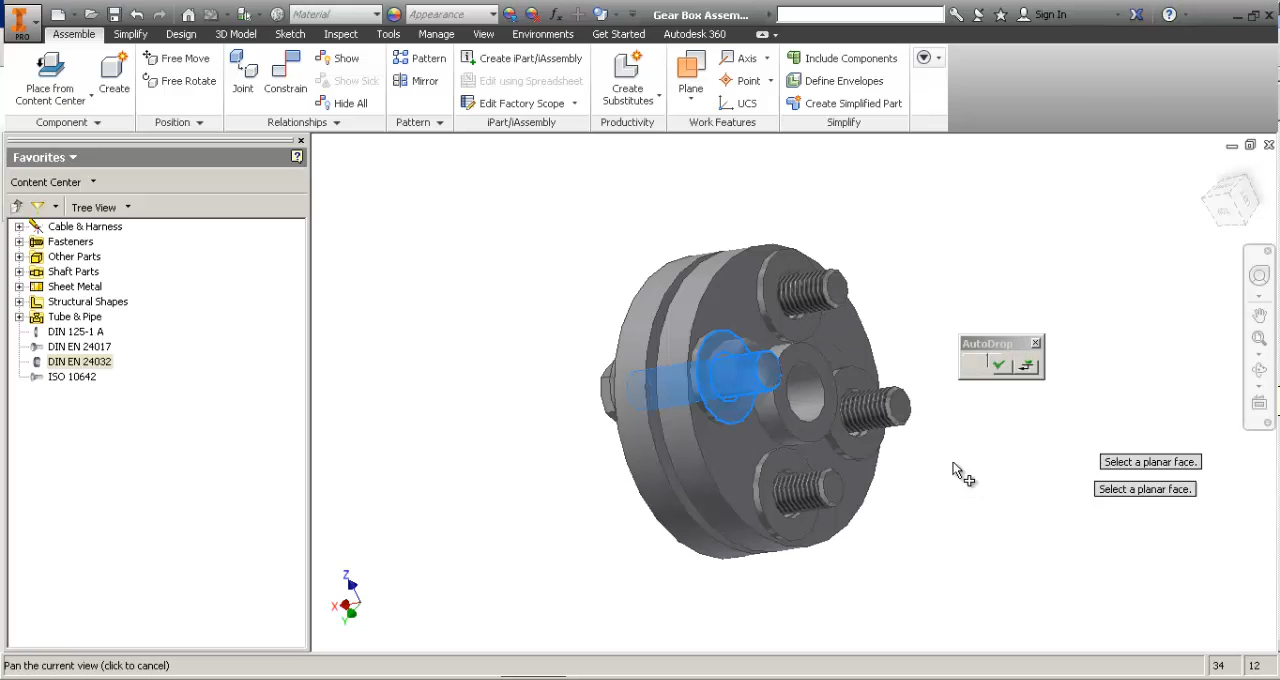 Material
Appearance
Gear Box Assem...
Sign In
PRO
Assemble Simplify Design 3D Model Sketch Inspect Tools Manage View Environments Get Started Autodesk 360
Place from
Content Center
Create
Free Move
Free Rotate
Joint
Constrain
Show
Show Sick
Hide All
Pattern
Mirror
Create iPart/iAssembly
Edit using Spreadsheet
Edit Factory Scope
Create
Substitutes
Plane
Axis
Point
UCS
Include Components
Define Envelopes
Create Simplified Part
Component Position Relationships Pattern iPart/iAssembly Productivity Work Features Simplify
Favorites
Content Center
Tree View
Cable & Harness
Fasteners
Other Parts
Shaft Parts
Sheet Metal
Structural Shapes
Tube & Pipe
DIN 125-1 A
DIN EN 24017
DIN EN 24032
ISO 10642
AutoDrop
Select a planar face.
Select a planar face.
Z
X
Y
Pan the current view (click to cancel)
34 12